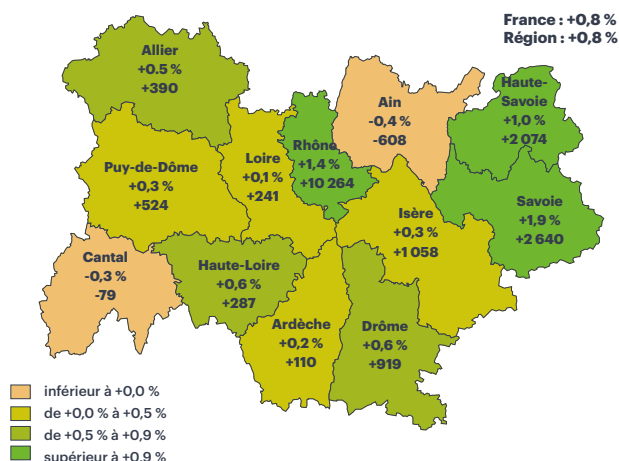 France : +0,8 %
Région : +0,8 %
Allier
+0.5 %
+390
Ain
-0,4 %
-608
Haute-
Savoie
+1,0 %
+2 074
Rhône
+1,4 %
+10 264
Loire
+0,1 %
+241
Puy-de-Dôme
+0,3 %
+524
Savoie
+1,9 %
+2 640
Isère
+0,3 %
+1 058
Cantal
-0,3 %
-79
Haute-Loire
+0,6 %
+287
Ardèche
+0,2 %
+110
Drôme
+0,6 %
+919
inférieur à +0,0 %
de +0,0 % à +0,5 %
de +0,5 % à +0,9 %
supérieur à +0,9 %